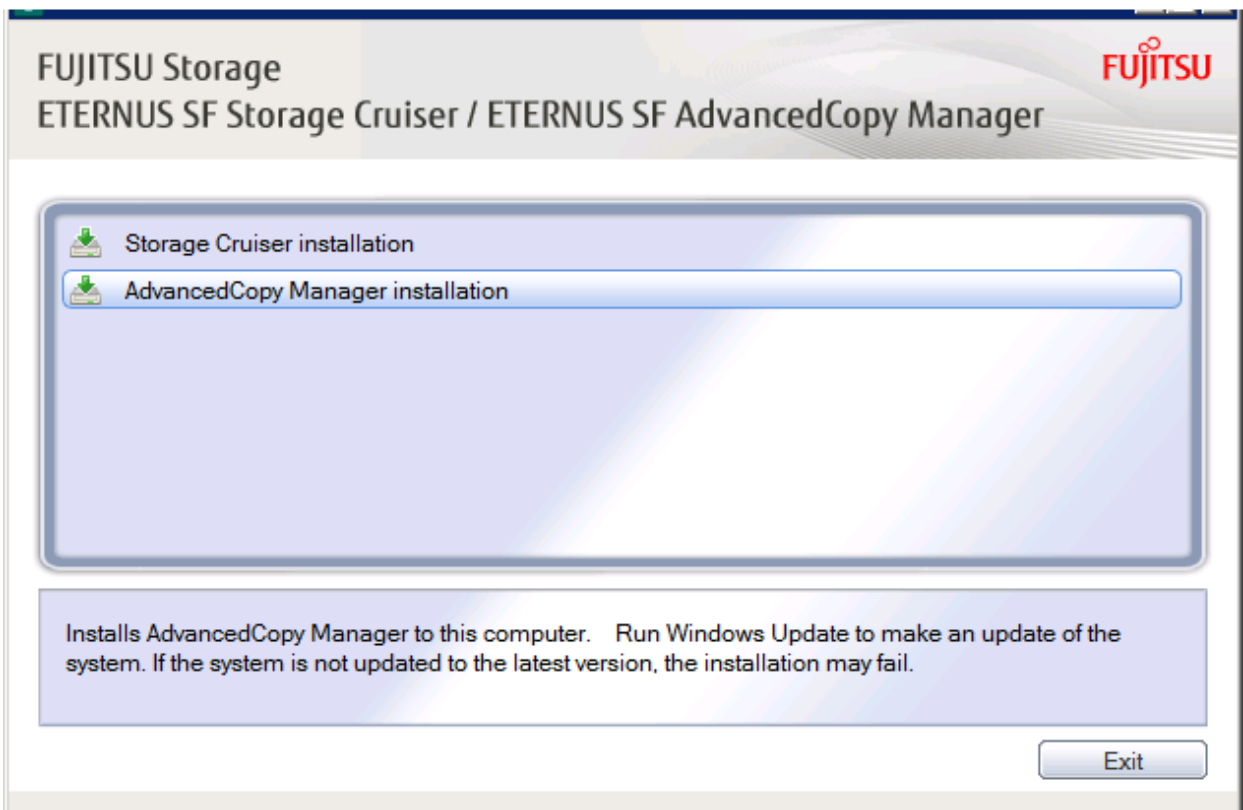 FUJITSU Storage
FUJITSU
ETERNUS SF Storage Cruiser / ETERNUS SF AdvancedCopy Manager
Storage Cruiser installation
AdvancedCopy Manager installation
Installs AdvancedCopy Manager to this computer. Run Windows Update to make an update of the
system. If the system is not updated to the latest version, the installation may fail.
Exit